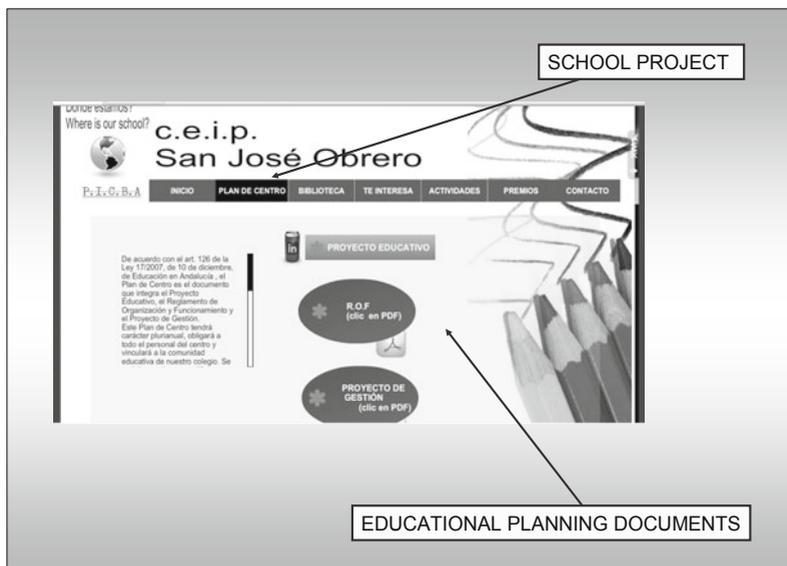 SCHOOL PROJECT
Donde estamos?
Where is our school?
c.e.i.p.
San José Obrero
P.I.C.B.A
INICIO
PLAN DE CENTRO
BIBLIOTECA
TE INTERESA
ACTIVIDADES
PREMIOS
CONTACTO
De acuerdo con el art. 126 de la
Ley 17/2007, de 10 de diciembre,
de Educación en Andalucía , el
Plan de Centro es el documento
que integra el Proyecto
Educativo, el Reglamento de
Organización y Funcionamiento y
el Proyecto de Gestión.
Este Plan de Centro tendrá
carácter plurianual, obligará a
todo el personal del centro y
vinculará a la comunidad
educativa de nuestro colegio. Se
in
PROYECTO EDUCATIVO
R.O.F
(clic en PDF)
PROYECTO DE
GESTIÓN
(clic en PDF)
EDUCATIONAL PLANNING DOCUMENTS